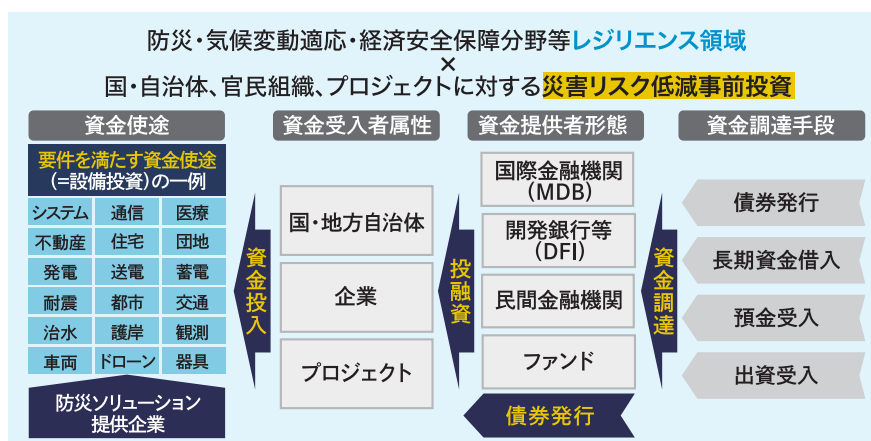 防災・気候変動適応・経済安全保障分野等レジリエンス領域
×
国・自治体、官民組織、プロジェクトに対する災害リスク低減事前投資
資金使途
要件を満たす資金使途
(=設備投資)の一例
システム 通信 医療
不動産 住宅 団地
発電 送電 蓄電
耐震 都市 交通
治水 護岸 観測
車両 ドローン 器具
防災ソリューション
提供企業
資金投入
資金受入者属性
国・地方自治体
企業
プロジェクト
投融資
資金提供者形態
国際金融機関
(MDB)
開発銀行等
(DFI)
民間金融機関
ファンド
債券発行
資金調達
資金調達手段
債券発行
長期資金借入
預金受入
出資受入